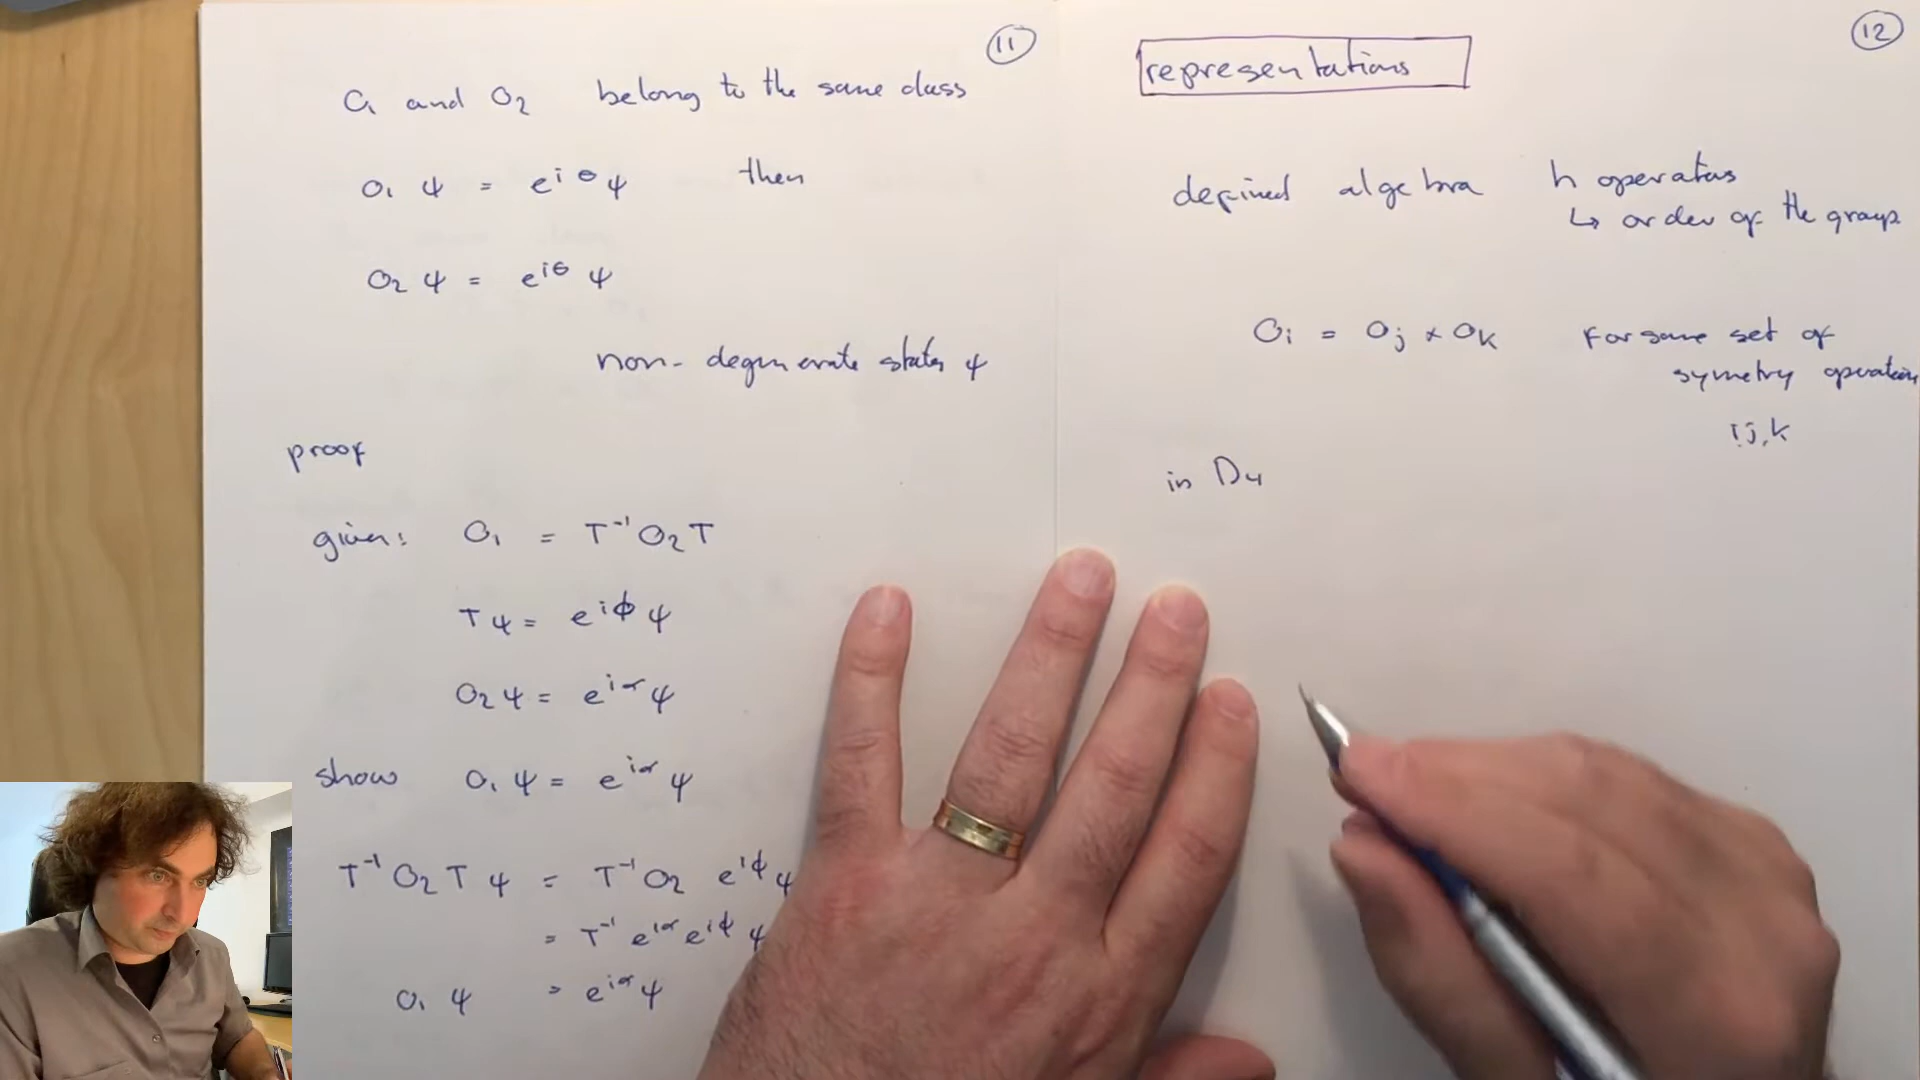 11
O₁ and O₂ belong to the same class
O₁ ψ = e^{iθ} ψ then
O₂ ψ = e^{iθ} ψ
non-degenerate states ψ
proof
given: O₁ = T⁻¹ O₂ T
Tψ = e^{iϕ} ψ
O₂ ψ = e^{iα} ψ
show O₁ ψ = e^{iα} ψ
T⁻¹ O₂ T ψ = T⁻¹ O₂ e^{iϕ} ψ
= T⁻¹ e^{iα} e^{iϕ} ψ
O₁ ψ = e^{iα} ψ
12
representations
defined algebra h operators
↳ order of the group
Oi = Oj × Ok For some set of
symetry operations
i,j,k
in D₄